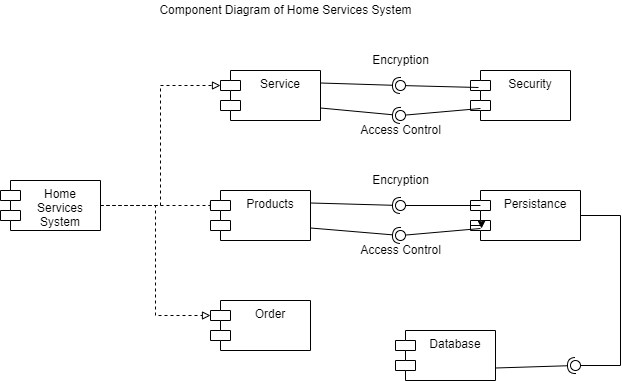 Component Diagram of Home Services System
Encryption
Service
Security
Access Control
Encryption
Home
Services
System
Products
Persistance
Access Control
Order
Database